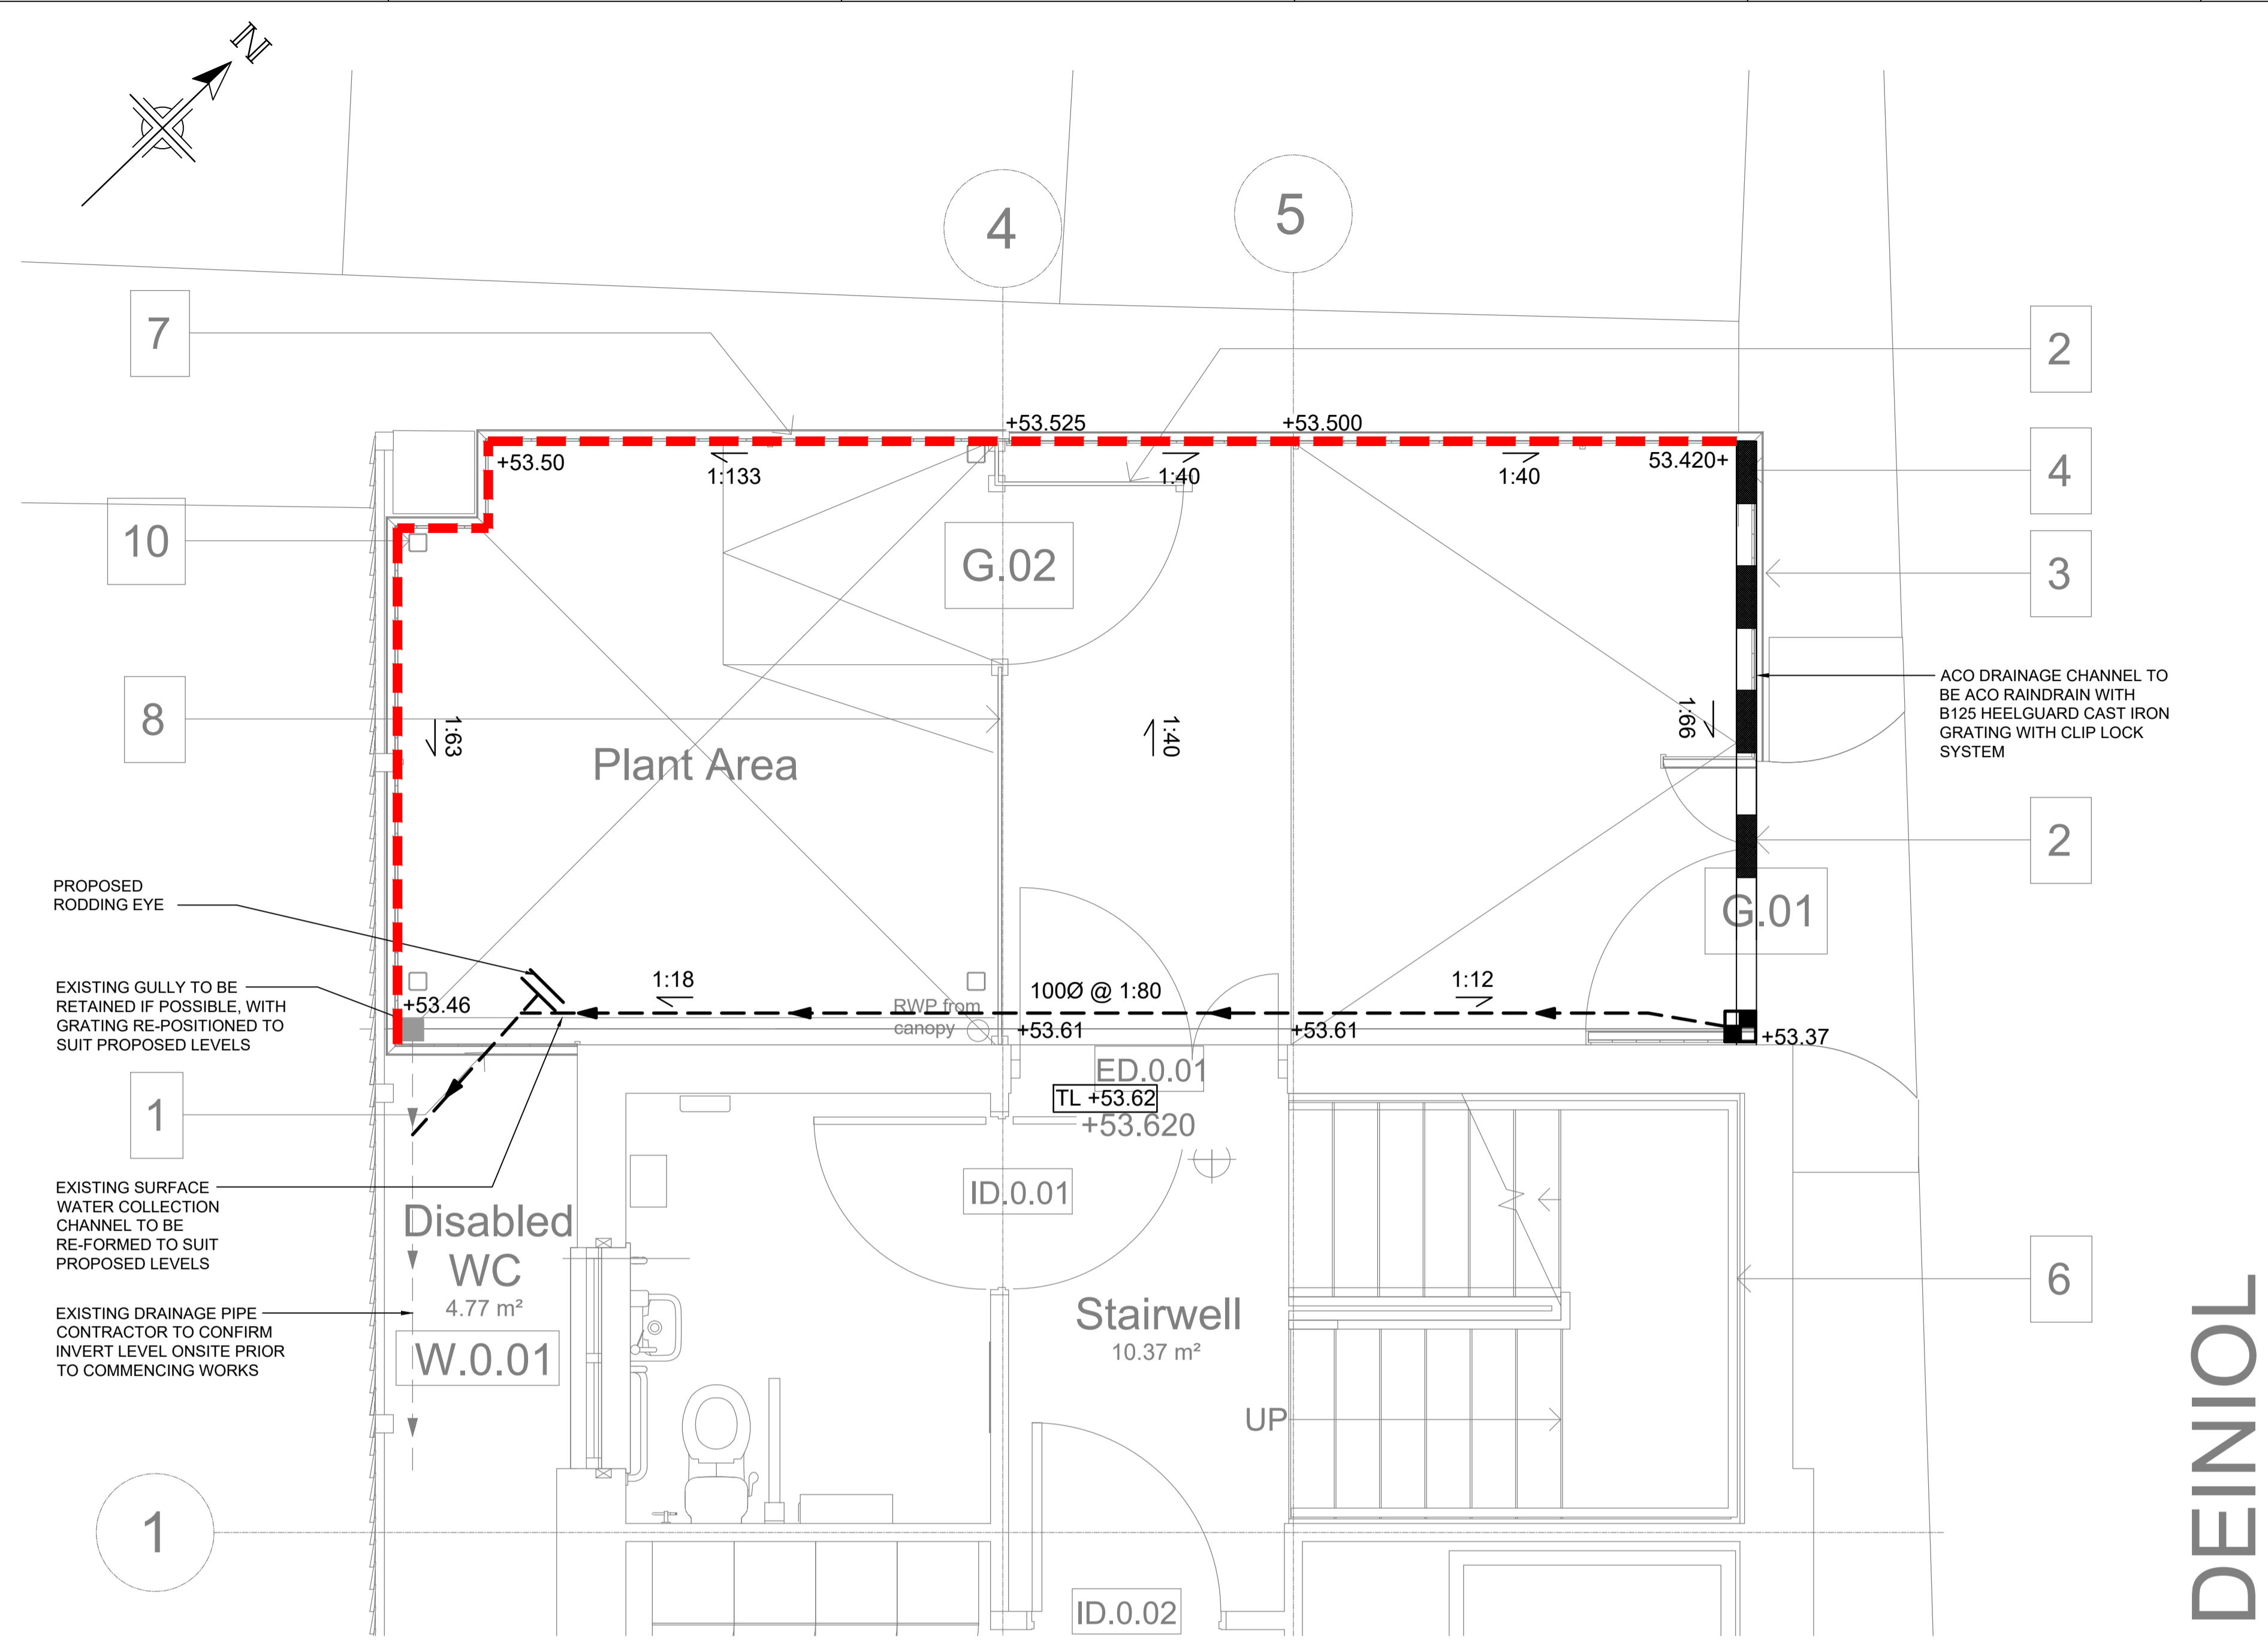 N
4
5
7
2
+53.525
+53.500
+53.50
1:133
1:40
1:40
53.420+
4
10
G.02
3
8
1:63
Plant Area
1:40
1:66
ACO DRAINAGE CHANNEL TO
BE ACO RAINDRAIN WITH
B125 HEELGUARD CAST IRON
GRATING WITH CLIP LOCK
SYSTEM
2
PROPOSED
RODDING EYE
G.01
EXISTING GULLY TO BE
RETAINED IF POSSIBLE, WITH
GRATING RE-POSITIONED TO
SUIT PROPOSED LEVELS
+53.46
1:18
RWP from
canopy
100Ø @ 1:80
1:12
+53.61
+53.61
+53.37
ED.0.01
TL +53.62
+53.620
1
ID.0.01
EXISTING SURFACE
WATER COLLECTION
CHANNEL TO BE
RE-FORMED TO SUIT
PROPOSED LEVELS
Disabled
WC
4.77 m²
W.0.01
6
EXISTING DRAINAGE PIPE
CONTRACTOR TO CONFIRM
INVERT LEVEL ONSITE PRIOR
TO COMMENCING WORKS
Stairwell
10.37 m²
UP
1
ID.0.02
DEINIOL